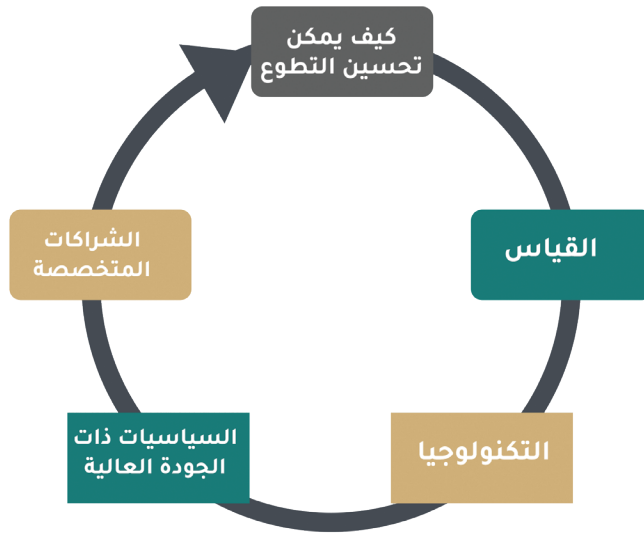 كيف يمكن
تحسين التطوع
القياس
التكنولوجيا
السياسيات ذات
الجودة العالية
الشراكات
المتخصصة